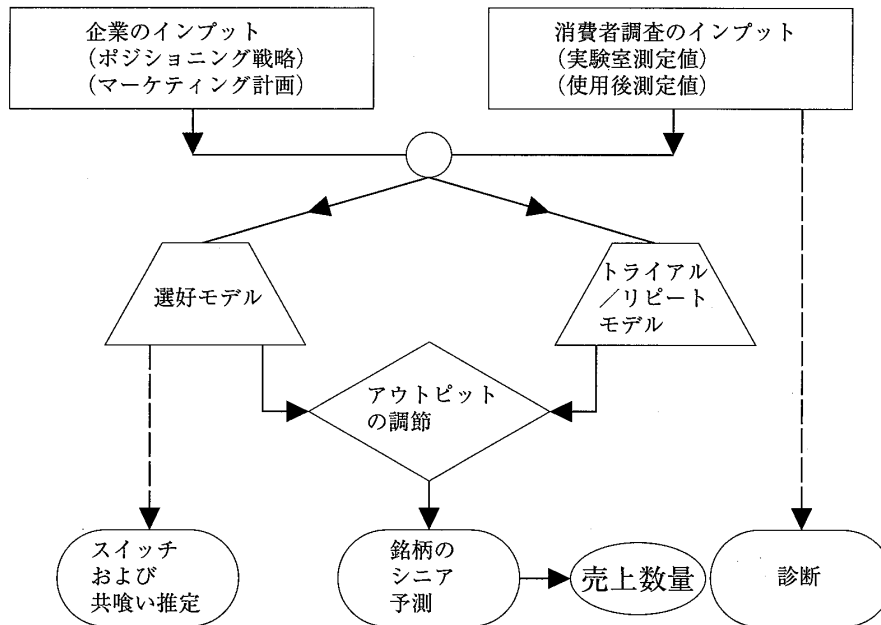 企業のインプット
(ポジショニング戦略)
(マーケティング計画)
消費者調査のインプット
(実験室測定値)
(使用後測定値)
選好モデル
トライアル
/リピート
モデル
アウトピット
の調節
スイッチ
および
共喰い推定
銘柄の
シニア
予測
売上数量
診断